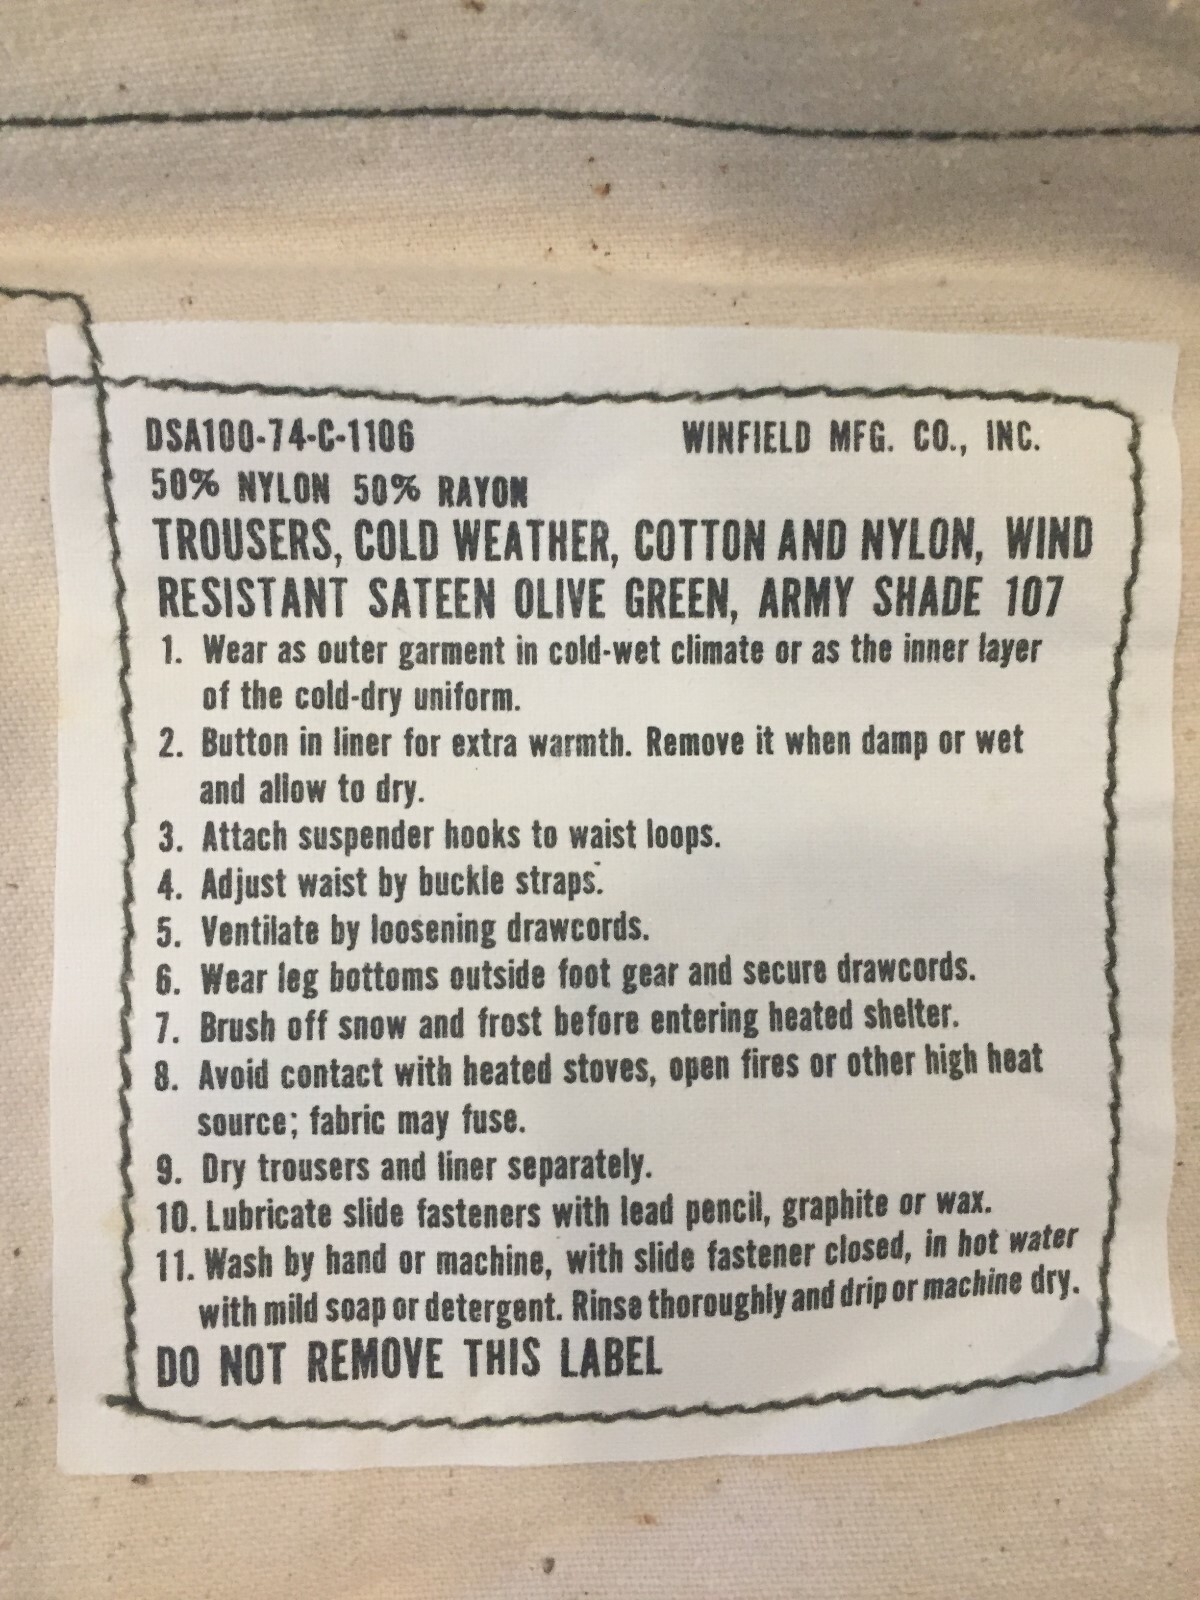 DSA100-74-C-1106 WINFIELD MFG. CO., INC.
50% NYLON 50% RAYON
TROUSERS, COLD WEATHER, COTTON AND NYLON, WIND
RESISTANT SATEEN OLIVE GREEN, ARMY SHADE 107
1. Wear as outer garment in cold-wet climate or as the inner layer
of the cold-dry uniform.
2. Button in liner for extra warmth. Remove it when damp or wet
and allow to dry.
3. Attach suspender hooks to waist loops.
4. Adjust waist by buckle straps.
5. Ventilate by loosening drawcords.
6. Wear leg bottoms outside foot gear and secure drawcords.
7. Brush off snow and frost before entering heated shelter.
8. Avoid contact with heated stoves, open fires or other high heat
source; fabric may fuse.
9. Dry trousers and liner separately.
10. Lubricate slide fasteners with lead pencil, graphite or wax.
11. Wash by hand or machine, with slide fastener closed, in hot water
with mild soap or detergent. Rinse thoroughly and drip or machine dry.
DO NOT REMOVE THIS LABEL